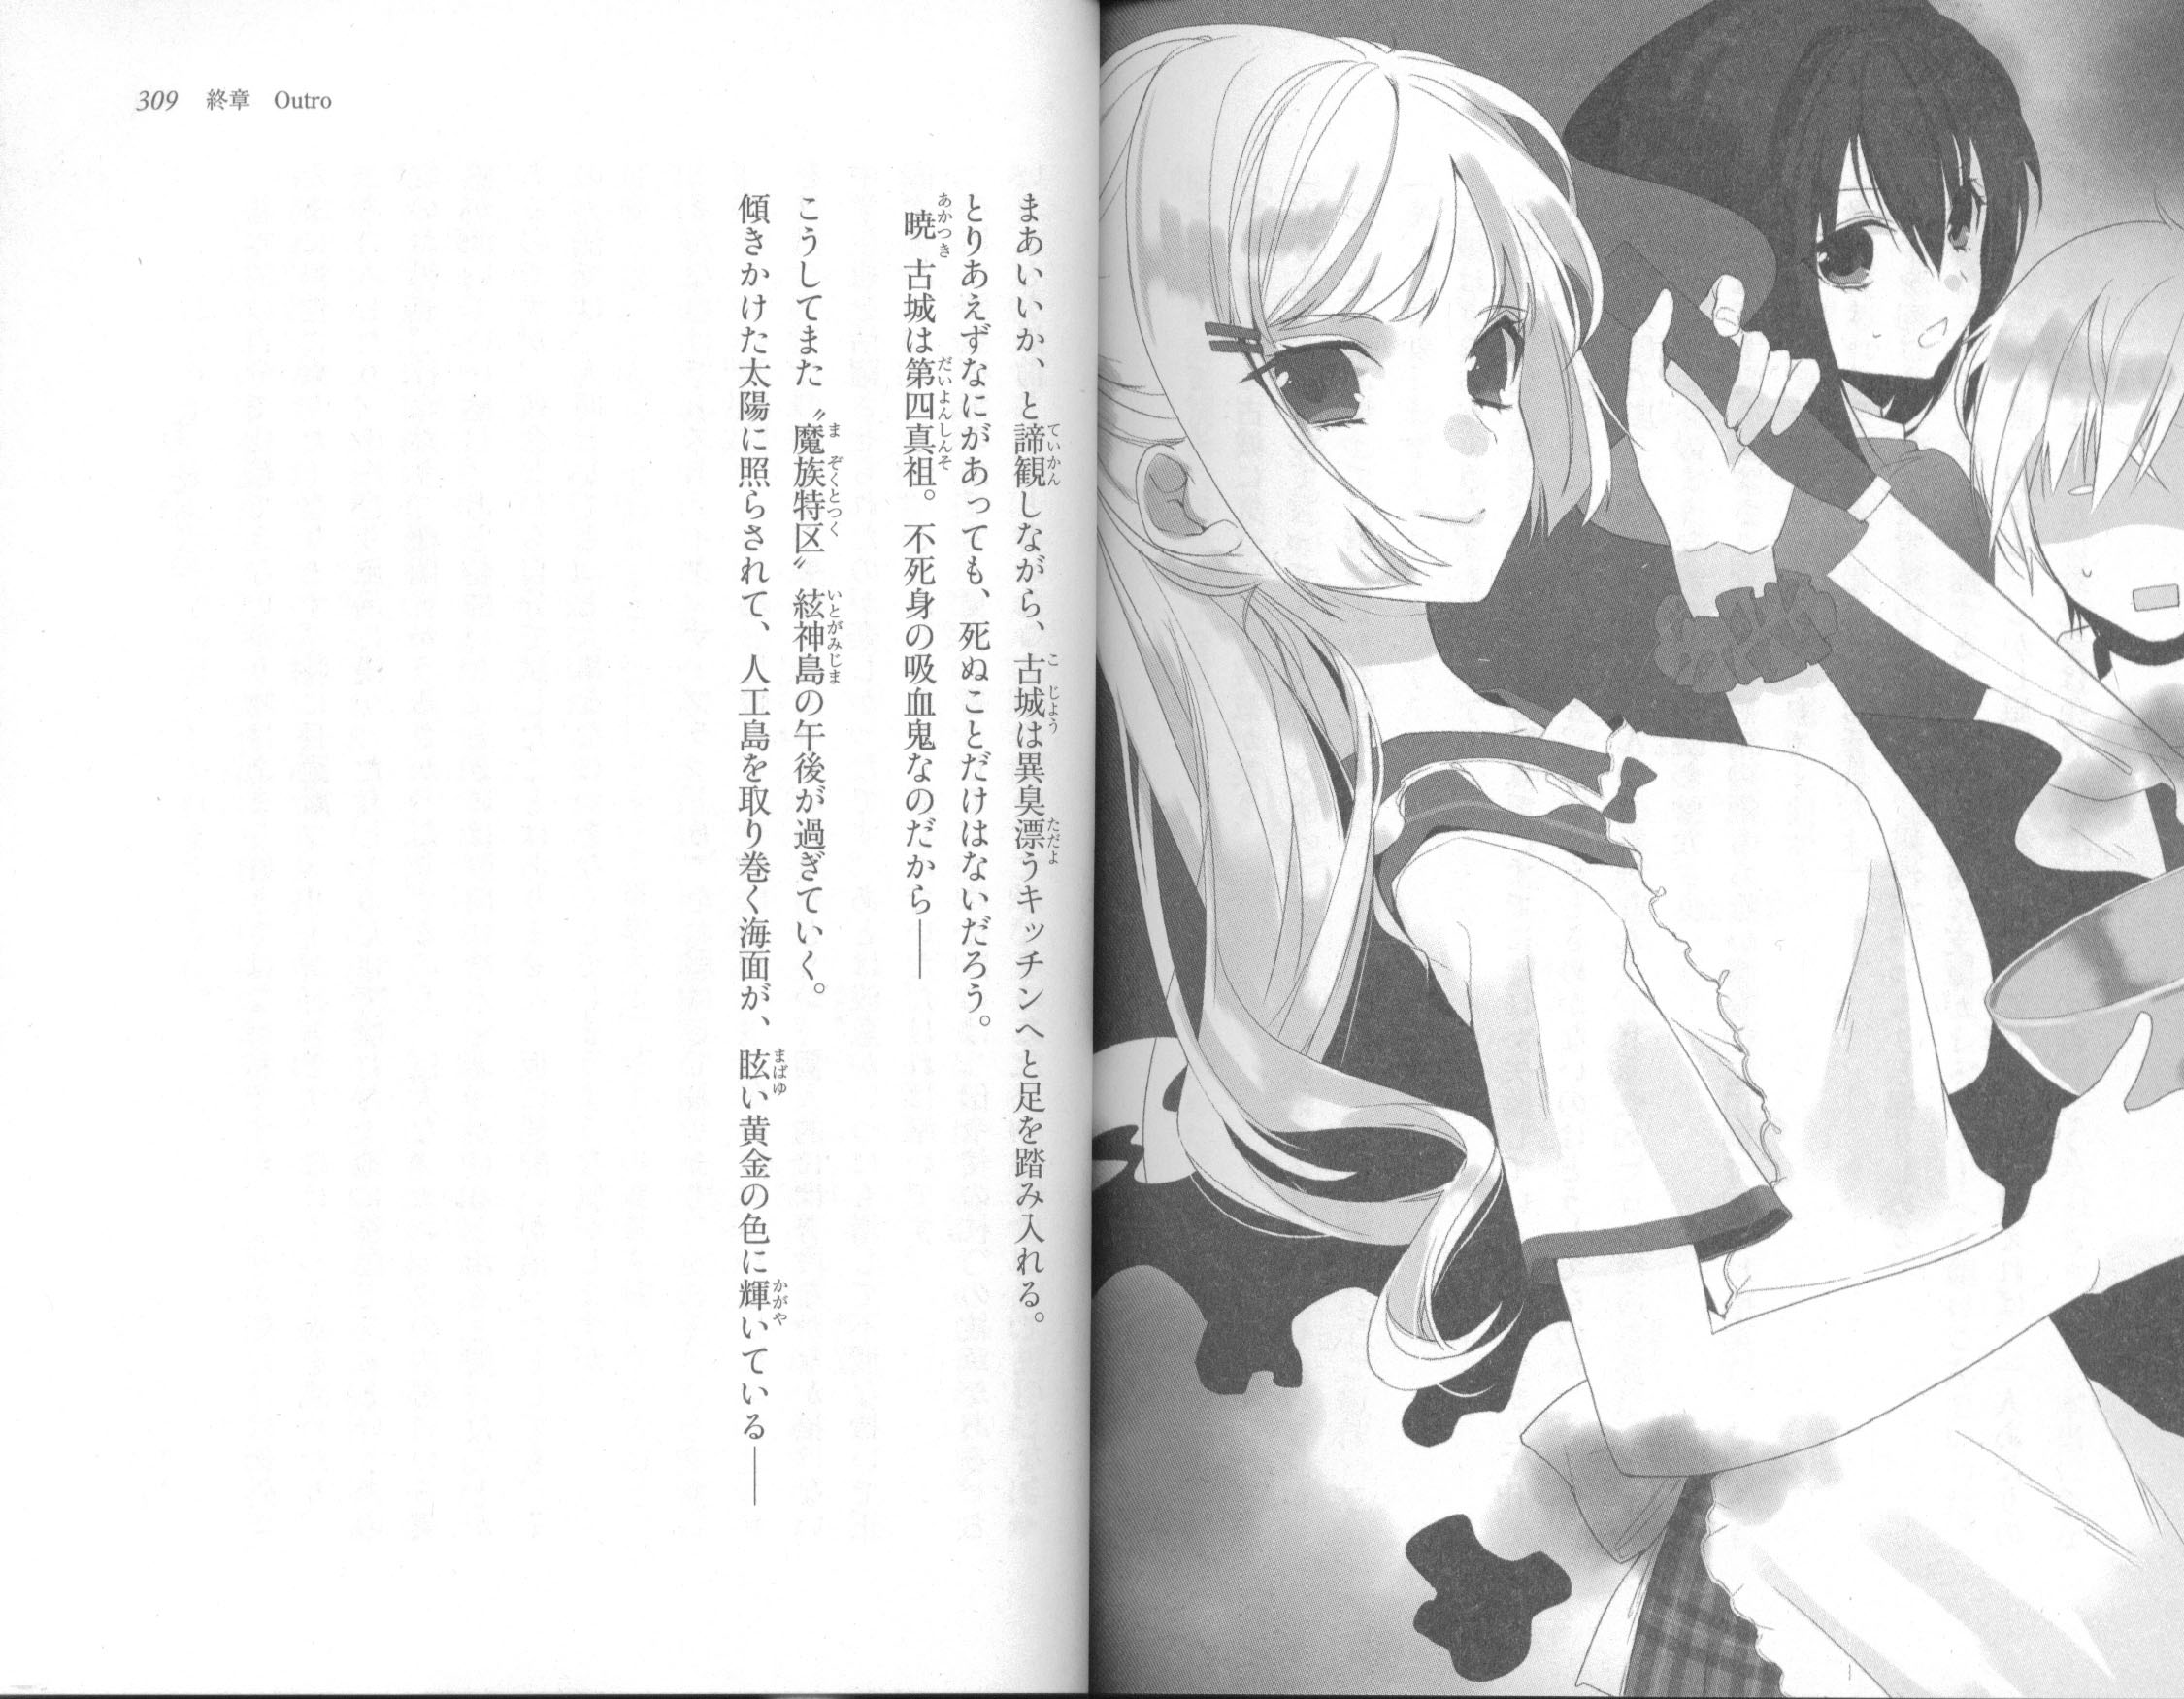 309 終章 Outro
まあいいか、と諦観しながら、古城は異臭漂うキッチンへと足を踏み入れる。
とりあえずなにがあっても、死ぬことだけはないだろう。
暁古城は第四真祖。不死身の吸血鬼なのだから――
こうしてまた〝魔族特区〟絃神島の午後が過ぎていく。
傾きかけた太陽に照らされて、人工島を取り巻く海面が、眩い黄金の色に輝いている――